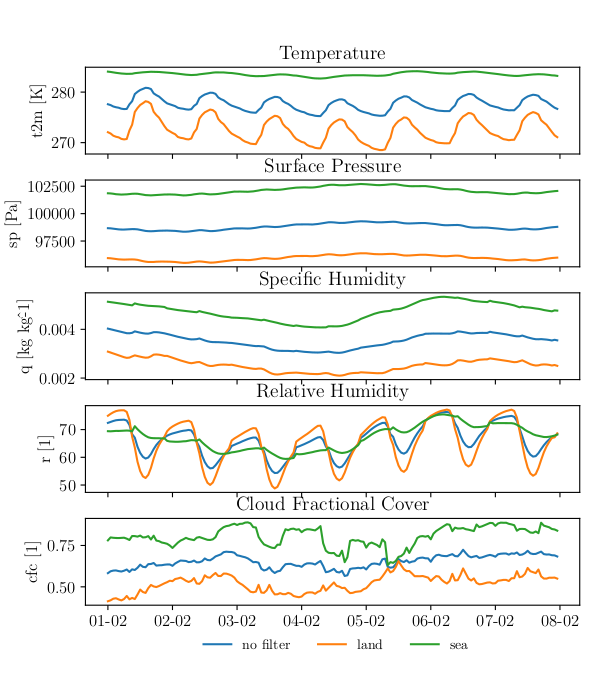 Temperature
t2m [K]
280
270
Surface Pressure
sp [Pa]
102500
100000
97500
Specific Humidity
q [kg kg^-1]
0.004
0.002
Relative Humidity
r [1]
70
60
50
Cloud Fractional Cover
cfc [1]
0.75
0.50
01-02 02-02 03-02 04-02 05-02 06-02 07-02 08-02
no filter land sea